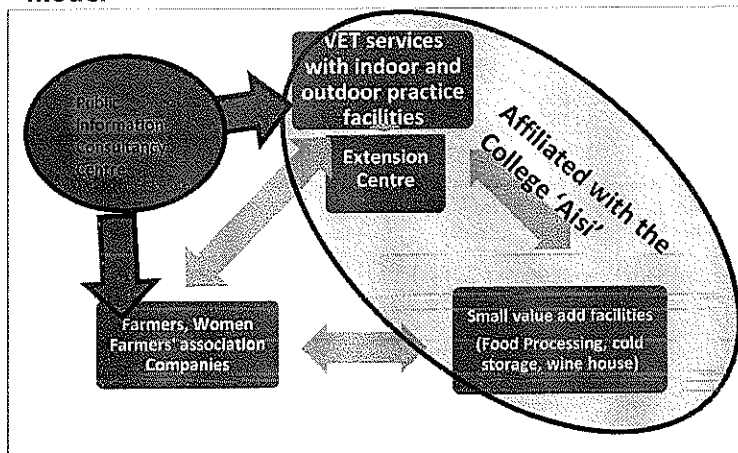 model
VET services
with indoor and
outdoor practice
facilities
Public
Information
Consultancy
Centre
Extension
Centre
Affiliated with the
College 'Aisi'
Farmers, Women
Farmers' association
Companies
Small value add facilities
(Food Processing, cold
storage, wine house)